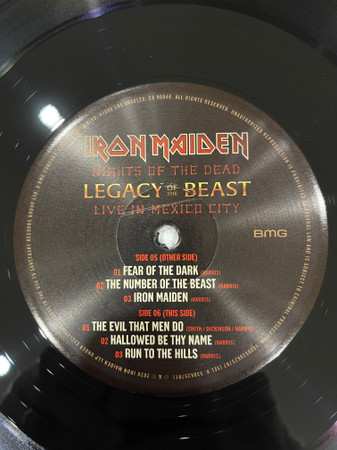 IRON MAIDEN
NIGHTS OF THE DEAD
LEGACY OF THE BEAST
LIVE IN MEXICO CITY
BMG
SIDE 05 (OTHER SIDE)
01 FEAR OF THE DARK (HARRIS)
02 THE NUMBER OF THE BEAST (HARRIS)
03 IRON MAIDEN (HARRIS)
SIDE 06 (THIS SIDE)
01 THE EVIL THAT MEN DO (SMITH / DICKINSON / HARRIS)
02 HALLOWED BE THY NAME (HARRIS)
03 RUN TO THE HILLS (HARRIS)